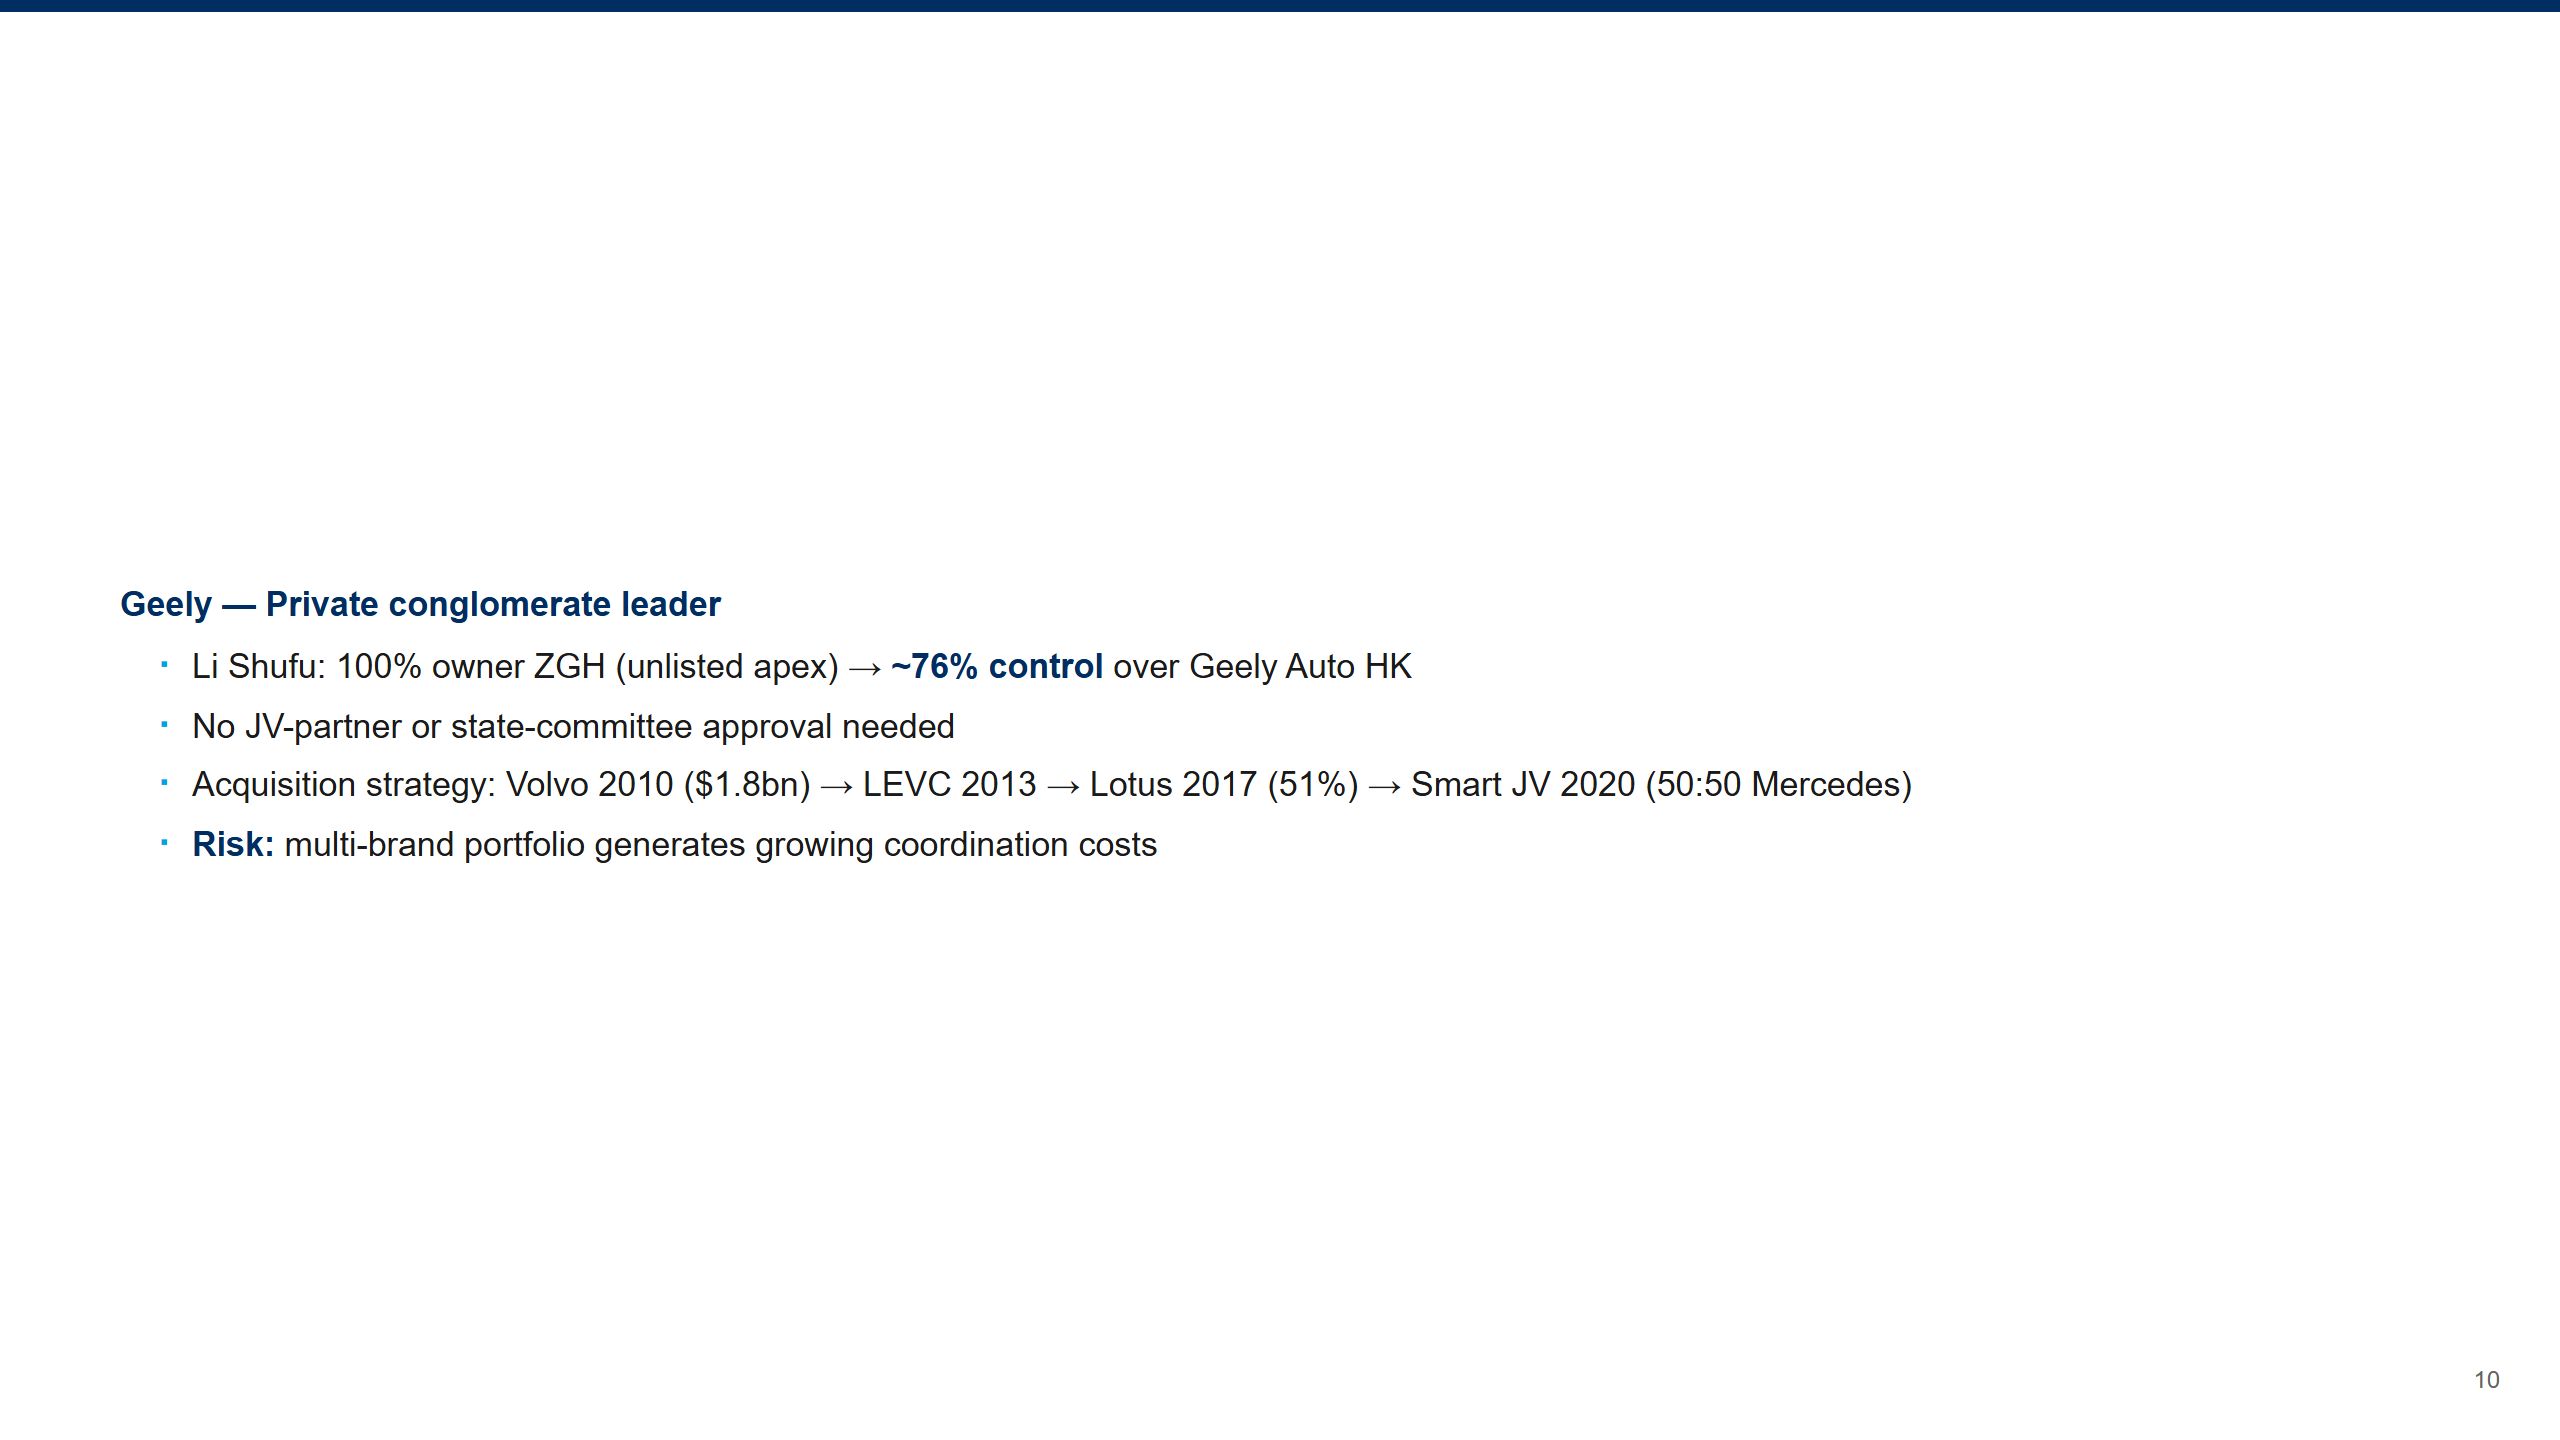 Geely — Private conglomerate leader
▪ Li Shufu: 100% owner ZGH (unlisted apex) → ~76% control over Geely Auto HK
▪ No JV-partner or state-committee approval needed
▪ Acquisition strategy: Volvo 2010 ($1.8bn) → LEVC 2013 → Lotus 2017 (51%) → Smart JV 2020 (50:50 Mercedes)
▪ Risk: multi-brand portfolio generates growing coordination costs
10